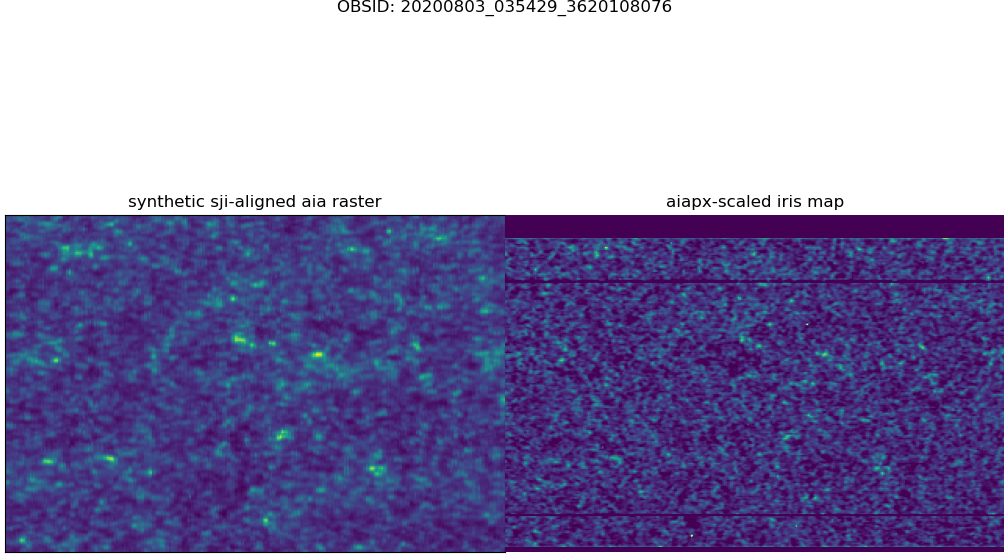 OBSID: 20200803_035429_3620108076
synthetic sji-aligned aia raster
aiapx-scaled iris map